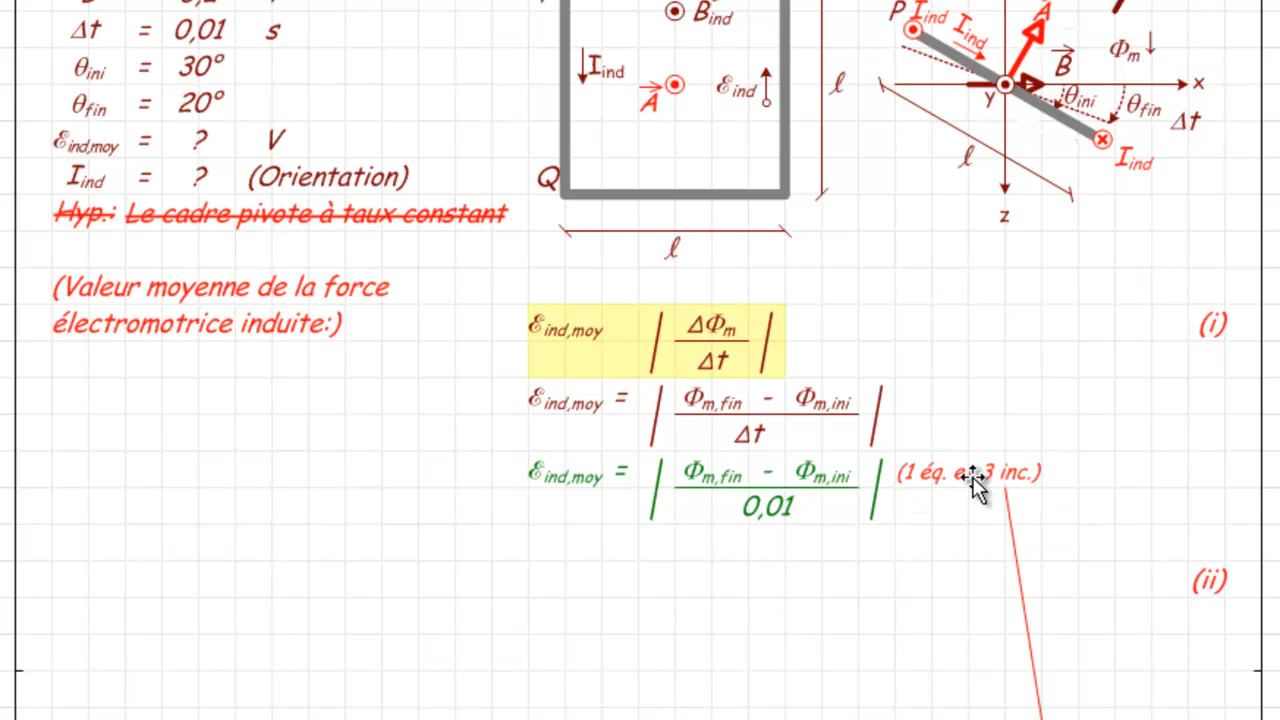 Δt = 0,01 s
θini = 30°
θfin = 20°
ℰind,moy = ? V
Iind = ? (Orientation)
Hyp.: Le cadre pivote à taux constant
(Valeur moyenne de la force
électromotrice induite:)
Bind
Iind
A
ℰind
Q
ℓ
ℓ
P Iind
Iind
A
B
Φm↓
x
y
θini
θfin
Δt
ℓ
Iind
z
ℰind,moy | ΔΦm / Δt | (i)
ℰind,moy = | Φm,fin - Φm,ini / Δt |
ℰind,moy = | Φm,fin - Φm,ini / 0,01 | (1 éq. 3 inc.)
(ii)